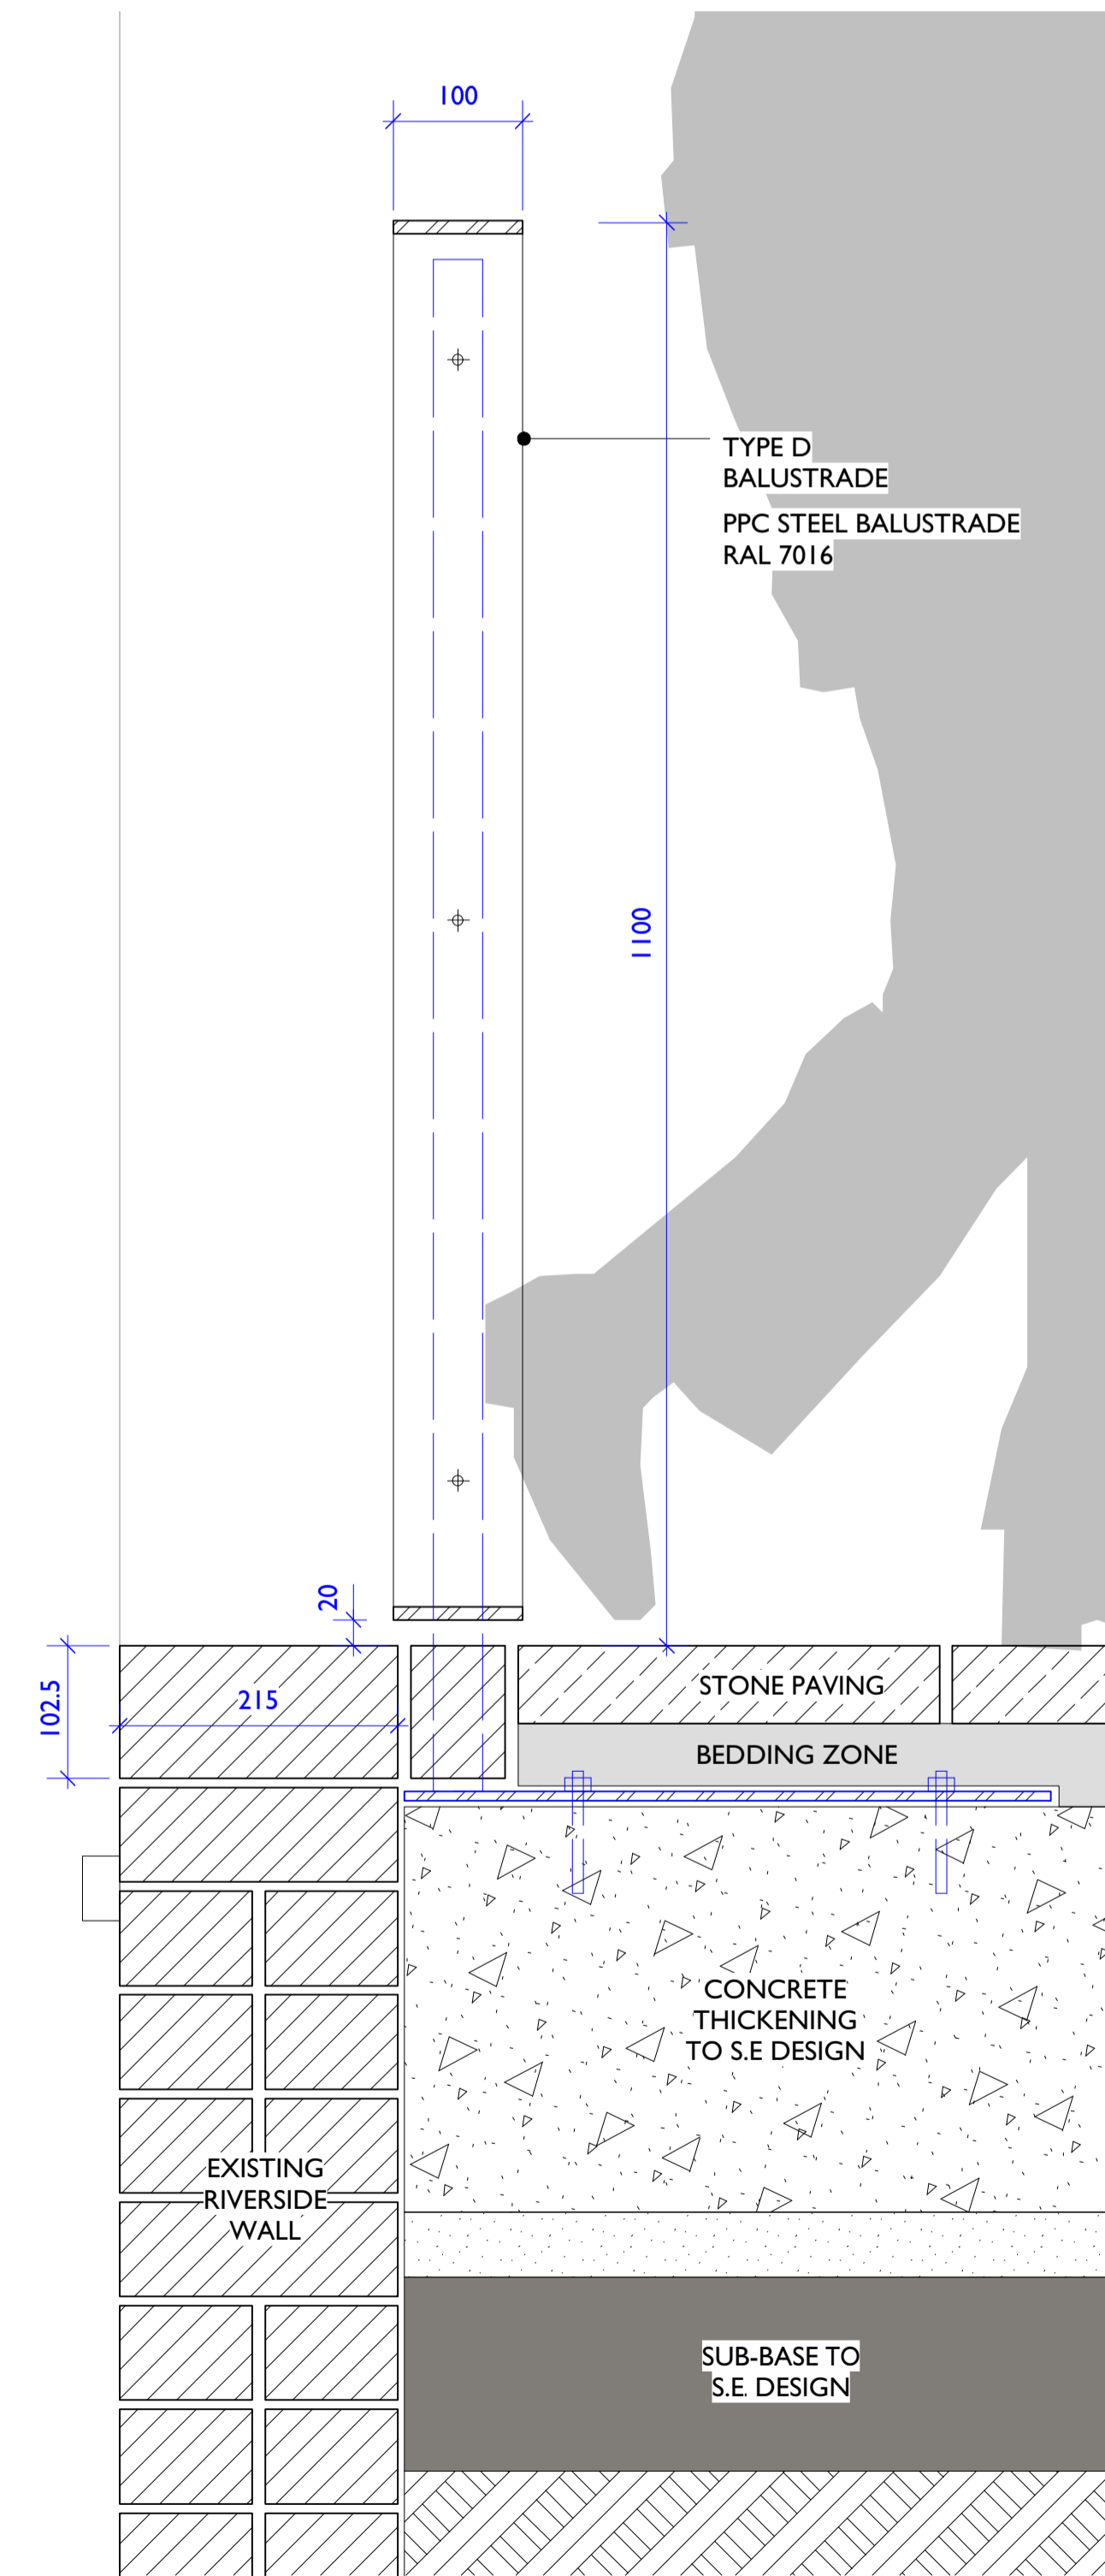 100
TYPE D
BALUSTRADE
PPC STEEL BALUSTRADE
RAL 7016
1100
20
102.5
215
STONE PAVING
BEDDING ZONE
CONCRETE
THICKENING
TO S.E DESIGN
EXISTING
RIVERSIDE
WALL
SUB-BASE TO
S.E. DESIGN